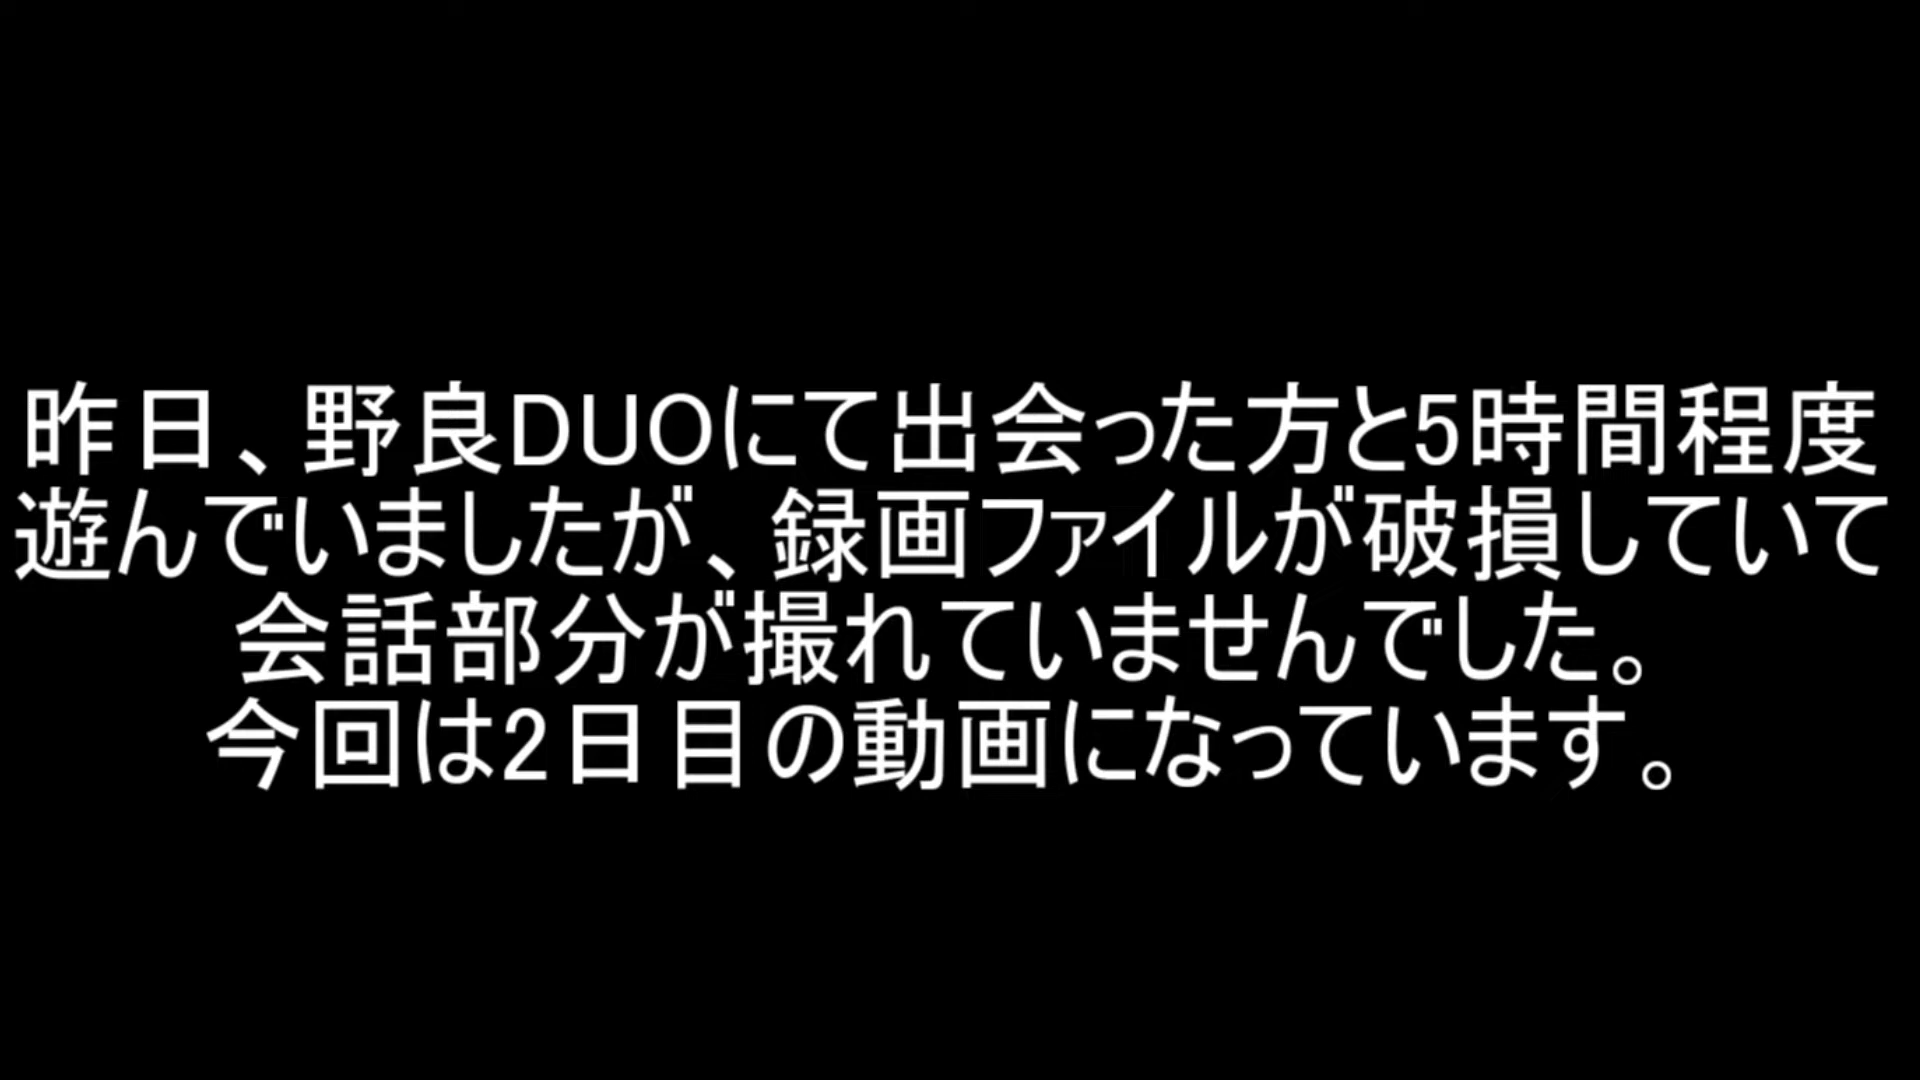 昨日、野良DUOにて出会った方と5時間程度
遊んでいましたが、録画ファイルが破損していて
会話部分が撮れていませんでした。
今回は2日目の動画になっています。